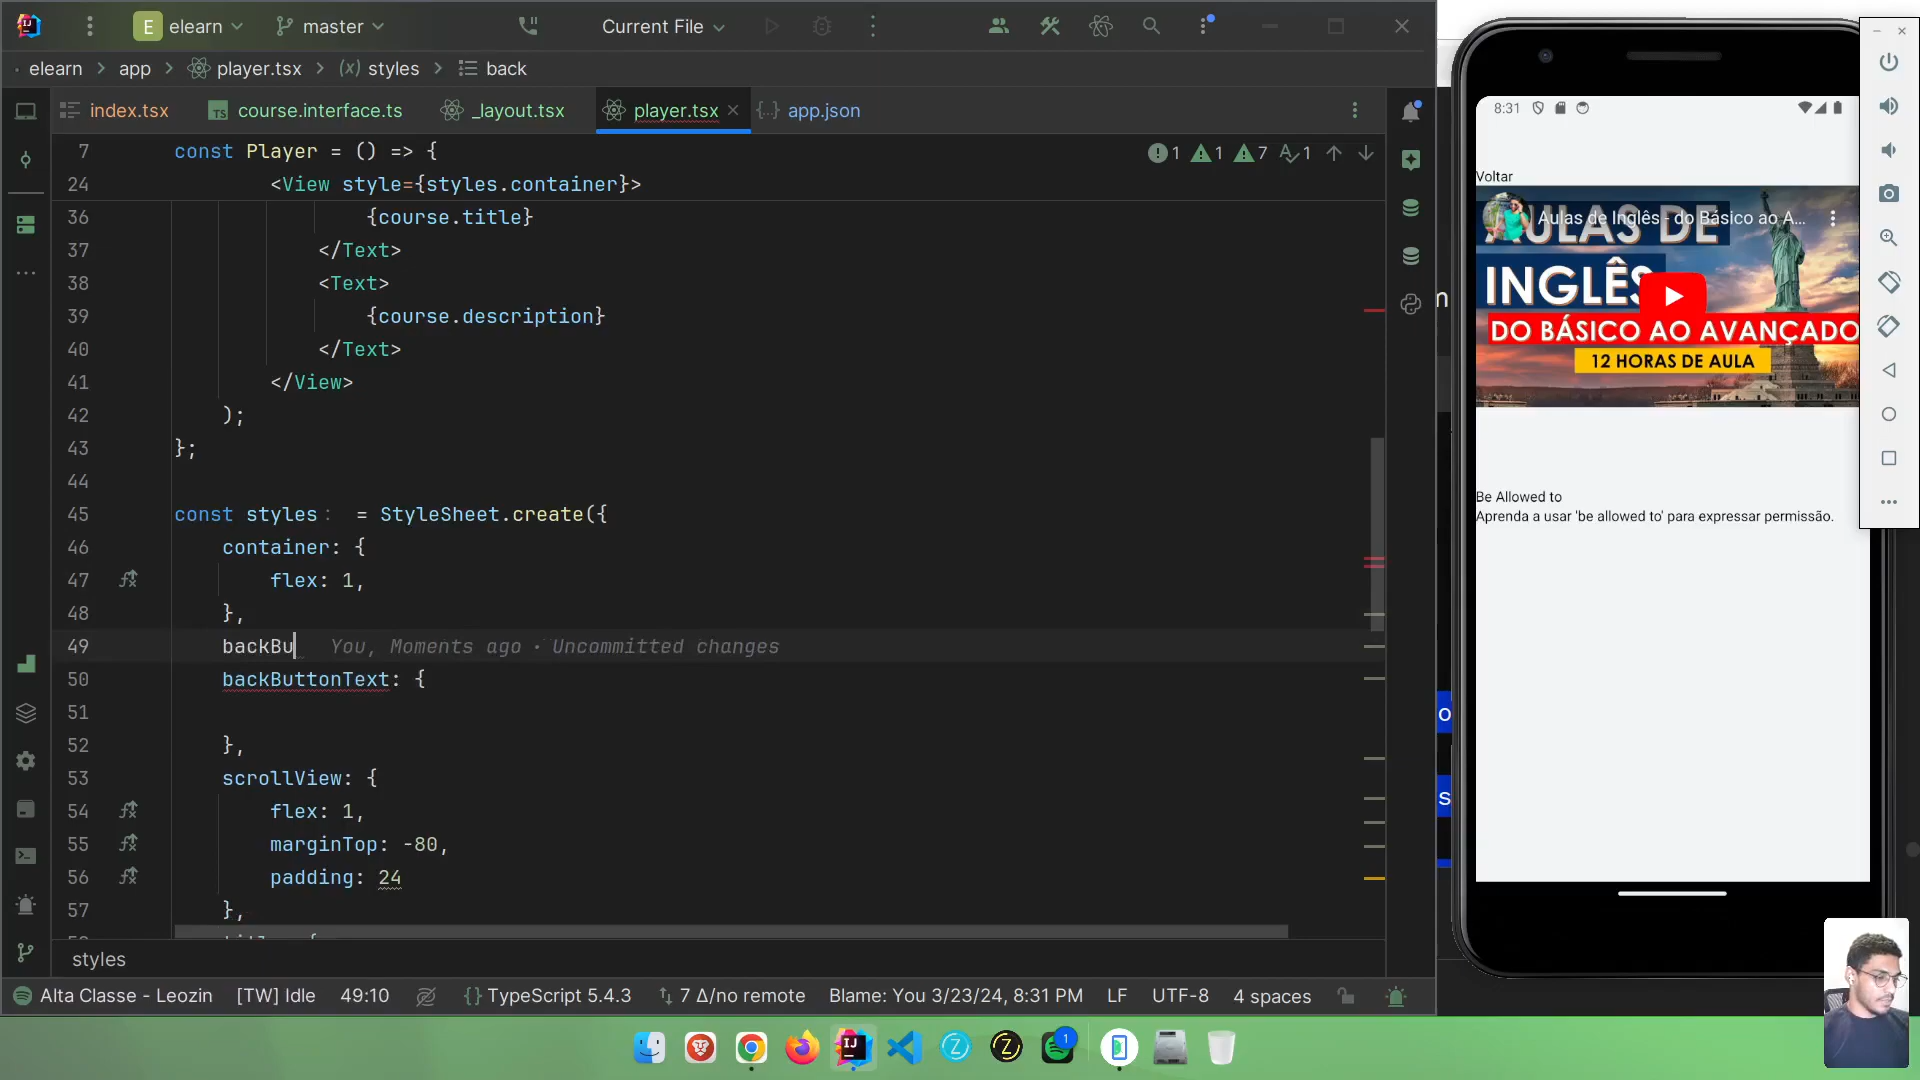 E elearn
master
Current File
elearn > app > player.tsx > (x) styles > back
index.tsx
TS course.interface.ts
_layout.tsx
player.tsx
app.json
7 const Player = () => {
24 <View style={styles.container}>
1 1 7 1
36 {course.title}
37 </Text>
38 <Text>
39 {course.description}
40 </Text>
41 </View>
42 );
43 };
44
45 const styles : = StyleSheet.create({
46 container: {
47 flex: 1,
48 },
49 backBu You, Moments ago · Uncommitted changes
50 backButtonText: {
51
52 },
53 scrollView: {
54 flex: 1,
55 marginTop: -80,
56 padding: 24
57 },
styles
Alta Classe - Leozin
[TW] Idle
49:10
{} TypeScript 5.4.3
7 Δ/no remote
Blame: You 3/23/24, 8:31 PM
LF
UTF-8
4 spaces
8:31
Voltar
Aulas de Inglês - do Básico ao A...
AULAS DE
INGLÊS
DO BÁSICO AO AVANÇADO
12 HORAS DE AULA
Be Allowed to
Aprenda a usar 'be allowed to' para expressar permissão.
m
o
s
IJ
Z
Z
1